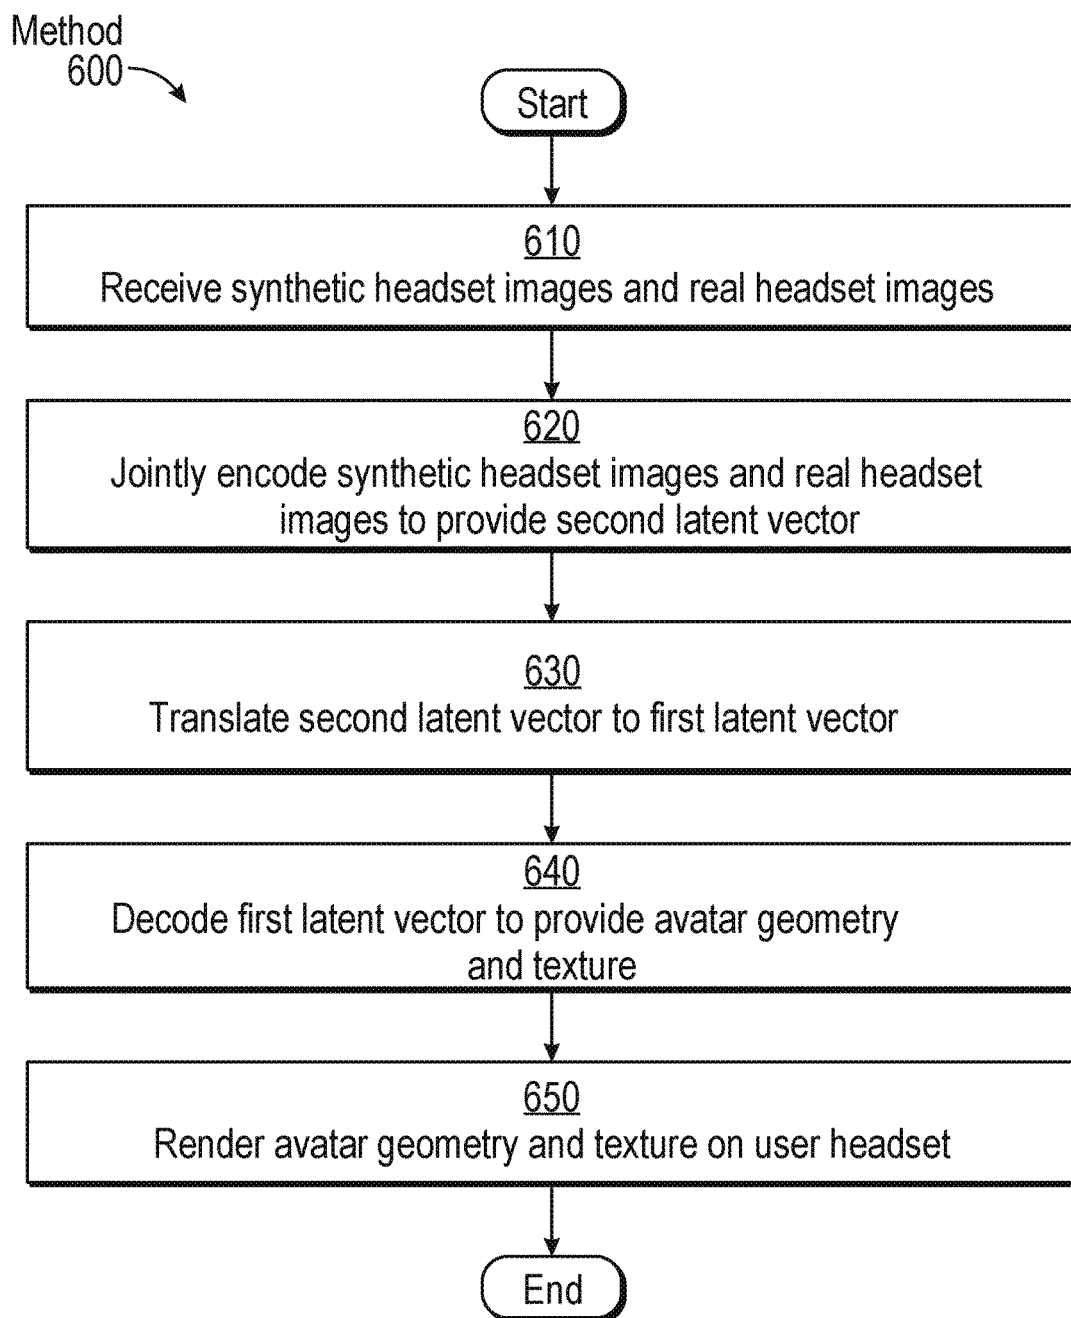 Method
600
Start
610
Receive synthetic headset images and real headset images
620
Jointly encode synthetic headset images and real headset
images to provide second latent vector
630
Translate second latent vector to first latent vector
640
Decode first latent vector to provide avatar geometry
and texture
650
Render avatar geometry and texture on user headset
End